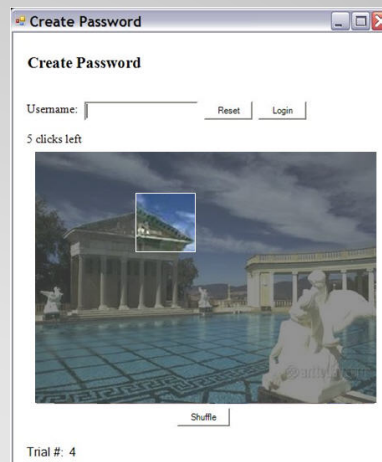 Create Password
Create Password
Username:
Reset
Login
5 clicks left
Shuffle
Trial #: 4